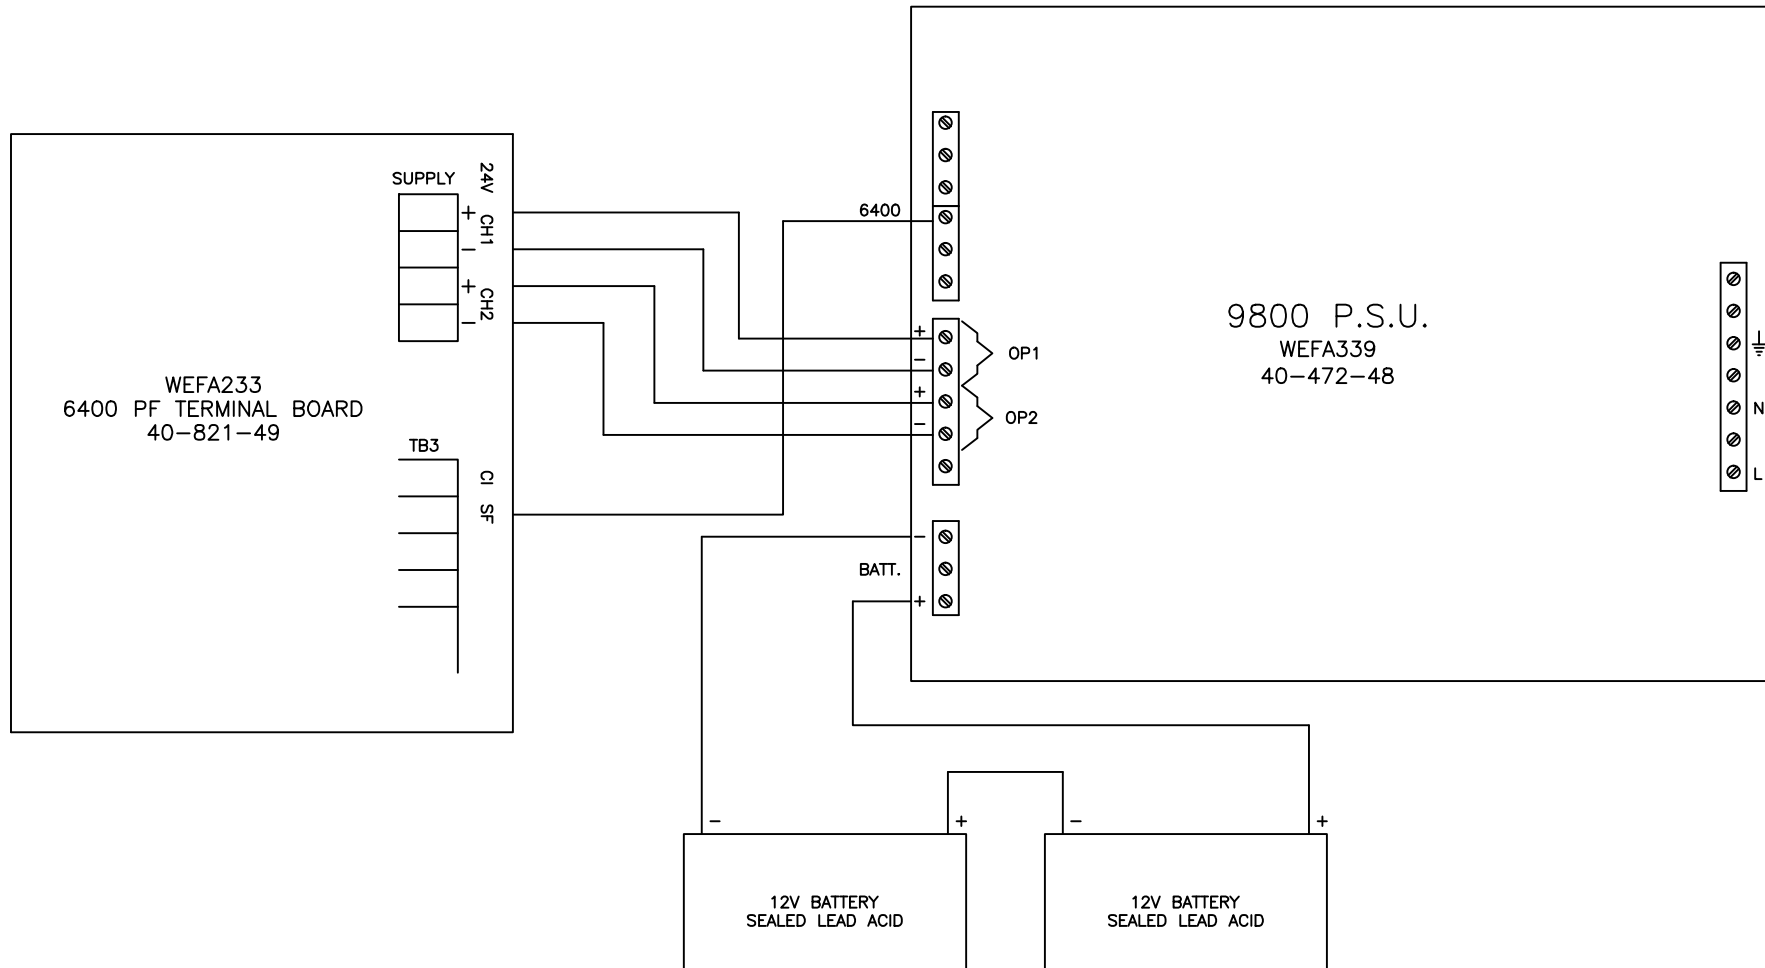 SUPPLY
24V
+
CH1
−
+
CH2
−
WEFA233
6400 PF TERMINAL BOARD
40−821−49
TB3
CI
SF
6400
+
−
OP1
+
−
OP2
−
BATT.
+
9800 P.S.U.
WEFA339
40−472−48
N
L
−
+
−
+
12V BATTERY
SEALED LEAD ACID
12V BATTERY
SEALED LEAD ACID